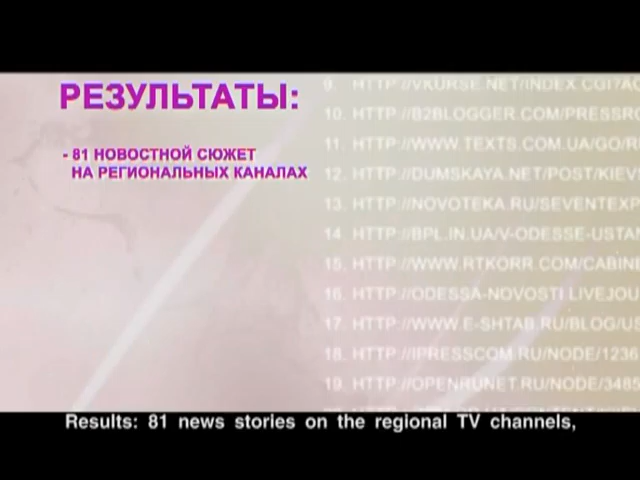 РЕЗУЛЬТАТЫ:
- 81 НОВОСТНОЙ СЮЖЕТ
НА РЕГИОНАЛЬНЫХ КАНАЛАХ
9. HTTP://VKURSE.NET/INDEX.CGI?AC
10. HTTP://B2BLOGGER.COM/PRESSRO
11. HTTP://WWW.TEXTS.COM.UA/GO/RU
12. HTTP://DUMSKAYA.NET/POST/KIEVS
13. HTTP://NOVOTEKA.RU/SEVENTEXP
14. HTTP://BPL.IN.UA/V-ODESSE-USTAN
15. HTTP://WWW.RTKORR.COM/CABINE
16. HTTP://ODESSA-NOVOSTI.LIVEJOU
17. HTTP://WWW.E-SHTAB.RU/BLOG/US
18. HTTP://IPRESSCOM.RU/NODE/1236
19. HTTP://OPENRUNET.RU/NODE/3485
Results: 81 news stories on the regional TV channels,